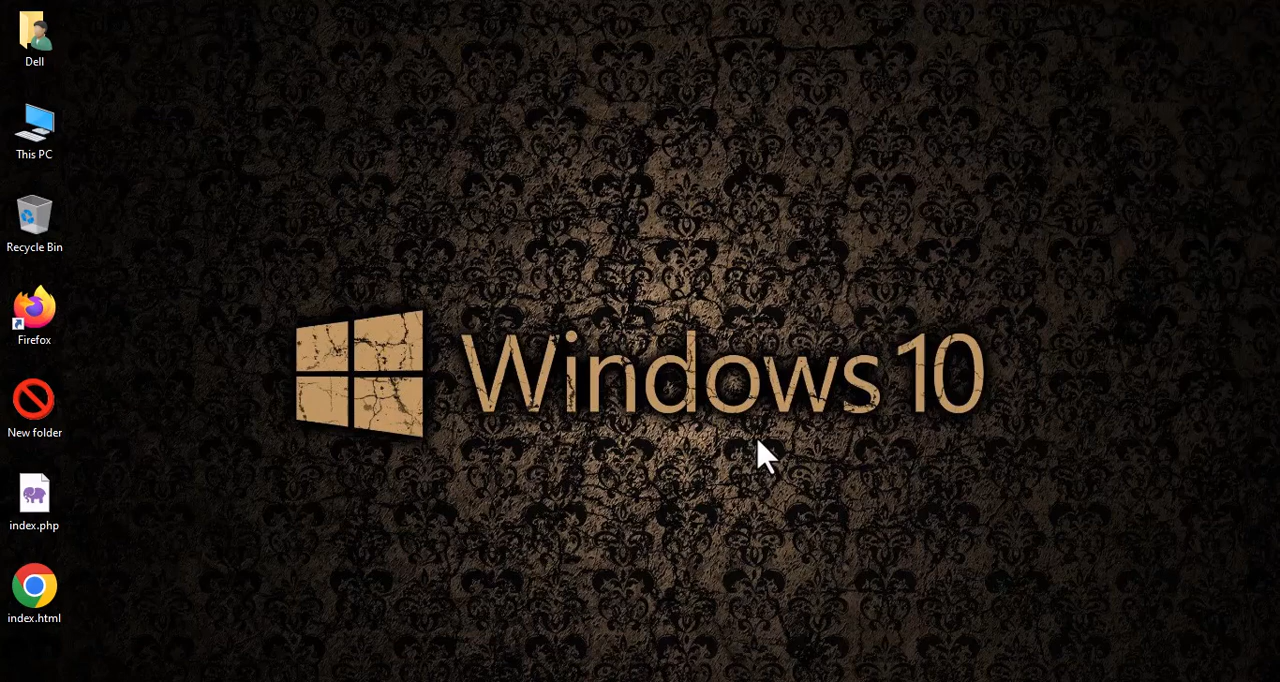 Dell
This PC
Recycle Bin
Firefox
New folder
index.php
index.html
Windows 10